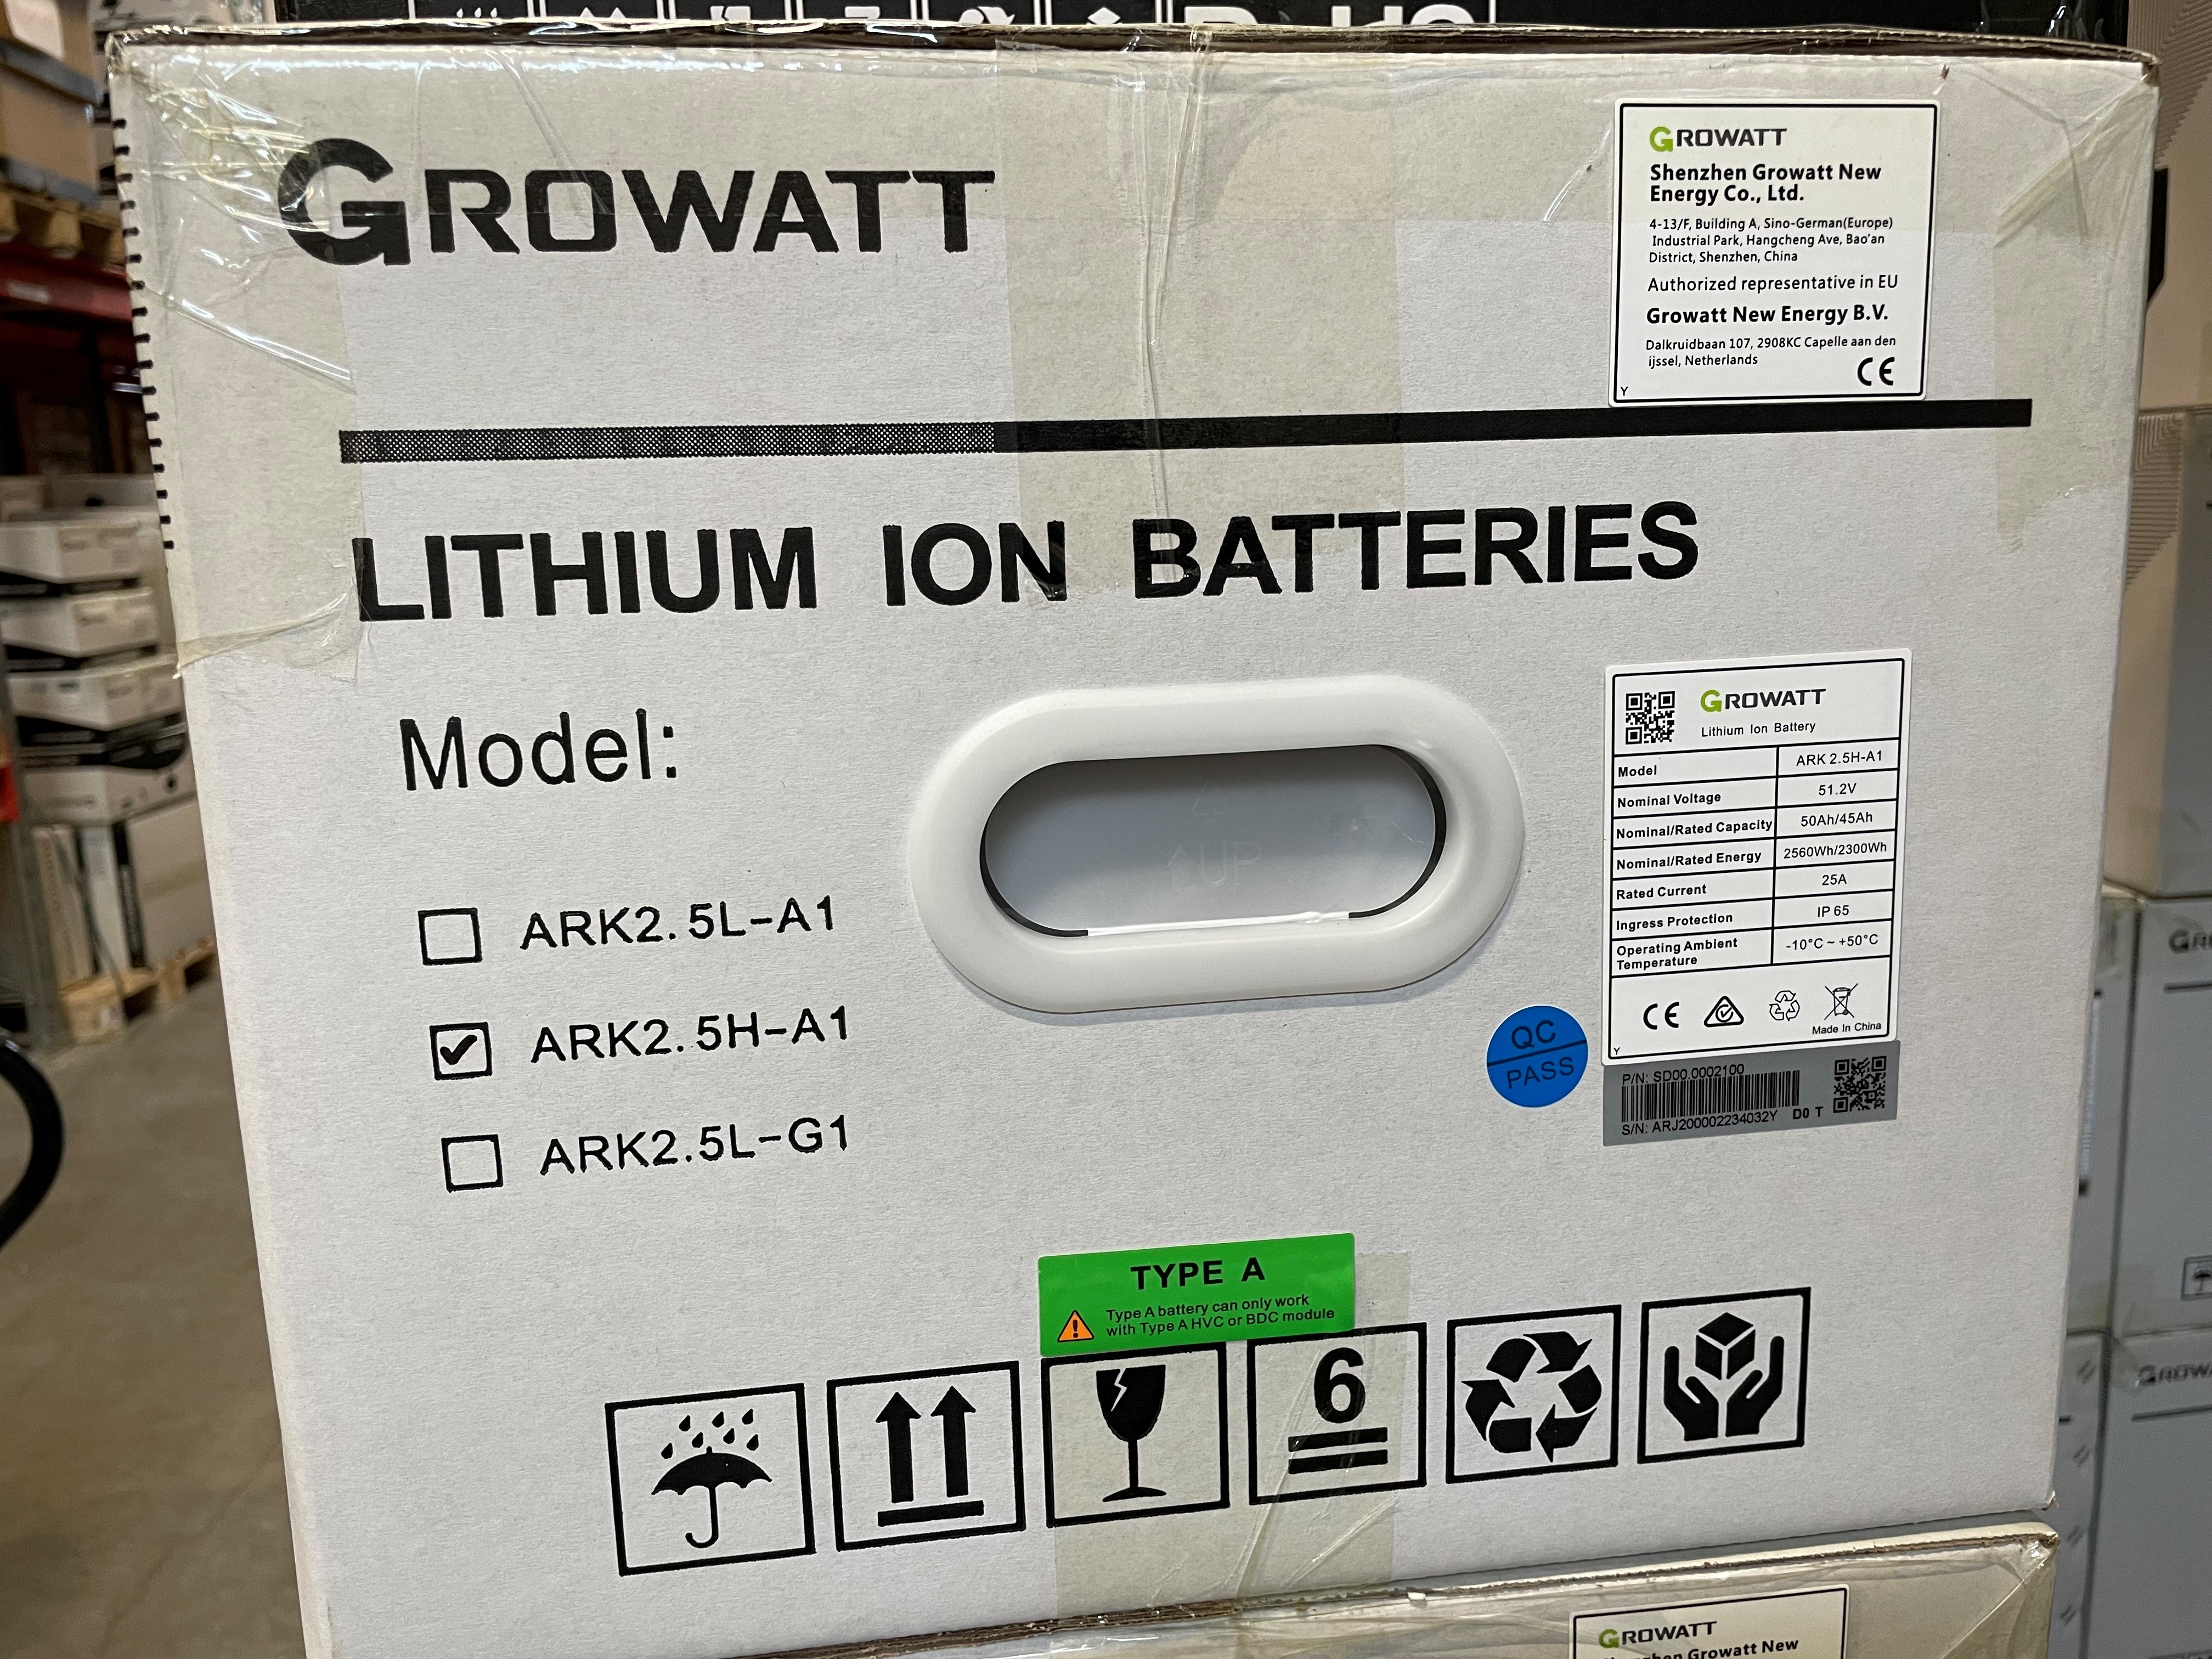 GROWATT
GROWATT
Shenzhen Growatt New
Energy Co., Ltd.
4-13/F, Building A, Sino-German(Europe)
Industrial Park, Hangcheng Ave, Bao'an
District, Shenzhen, China
Authorized representative in EU
Growatt New Energy B.V.
Dalkruidbaan 107, 2908KC Capelle aan den
ijssel, Netherlands
CE
Y
LITHIUM ION BATTERIES
Model:
ARK2.5L-A1
ARK2.5H-A1
ARK2.5L-G1
UP
GROWATT
Lithium Ion Battery
Model ARK 2.5H-A1
Nominal Voltage 51.2V
Nominal/Rated Capacity 50Ah/45Ah
Nominal/Rated Energy 2560Wh/2300Wh
Rated Current 25A
Ingress Protection IP 65
Operating Ambient
Temperature -10°C ~ +50°C
CE
Made In China
Y
QC
PASS
P/N: SD00.0002100
D0 T
S/N: ARJ200002234032Y
TYPE A
Type A battery can only work
with Type A HVC or BDC module
6
GROWATT
Growatt New